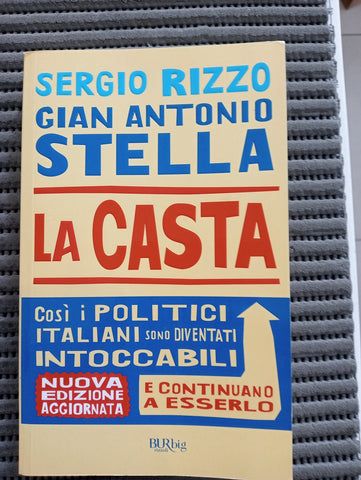 SERGIO RIZZO
GIAN ANTONIO
STELLA
LA CASTA
Così i POLITICI
ITALIANI SONO DIVENTATI
INTOCCABILI
NUOVA
EDIZIONE
AGGIORNATA
E CONTINUANO
A ESSERLO
BURbig